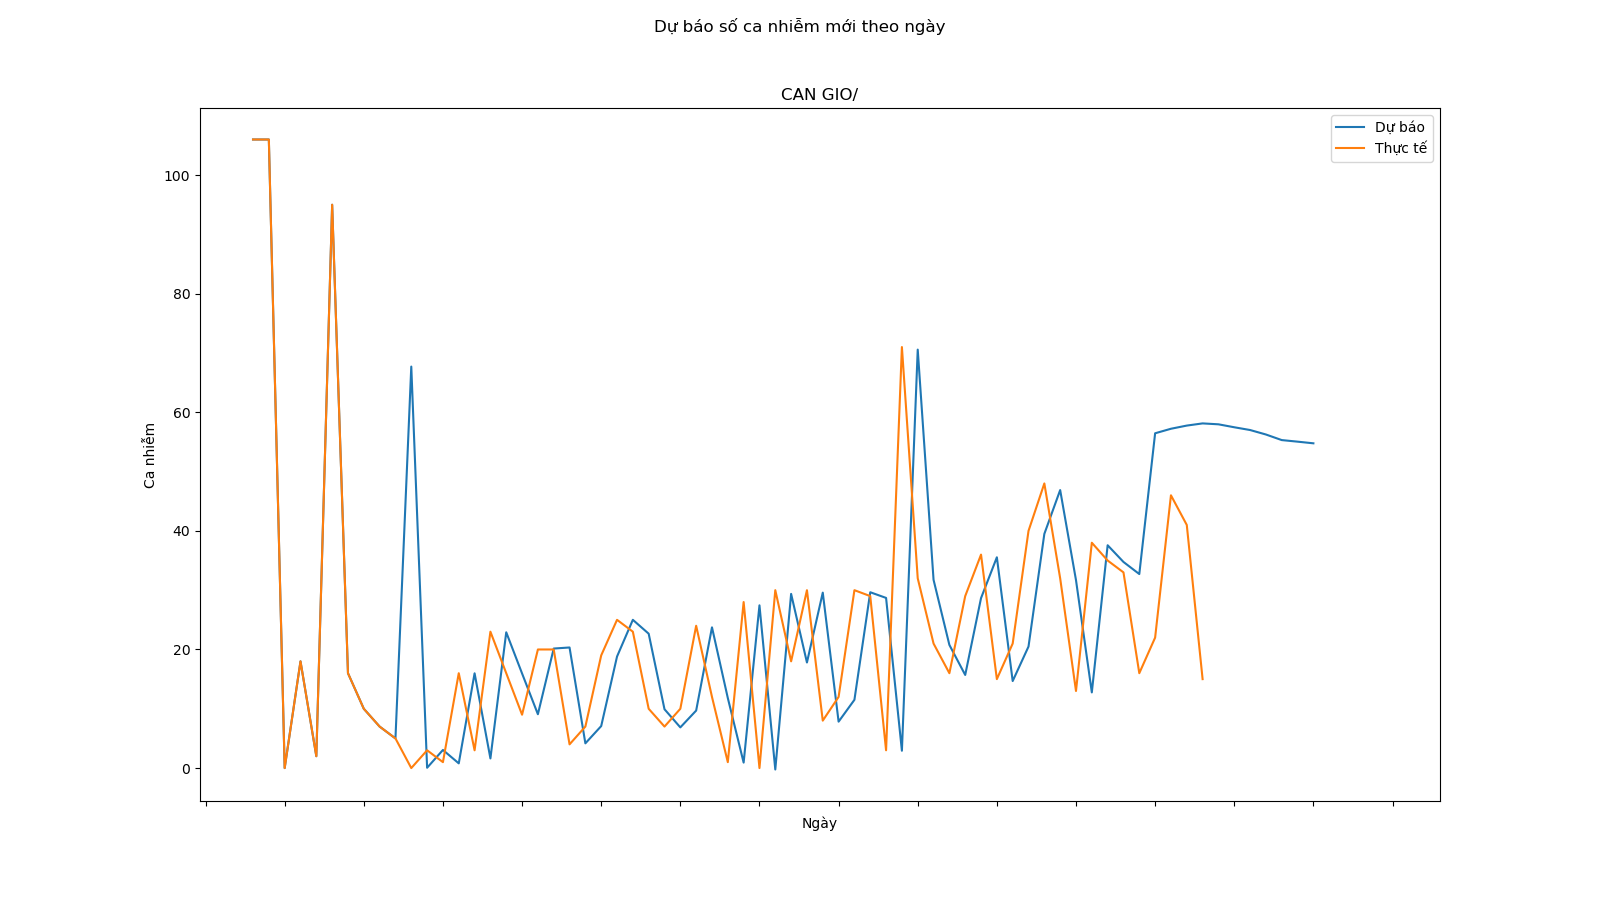 Dự báo số ca nhiễm mới theo ngày
CAN GIO/
Dự báo
Thực tế
100
80
60
40
20
0
Ca nhiễm
Ngày